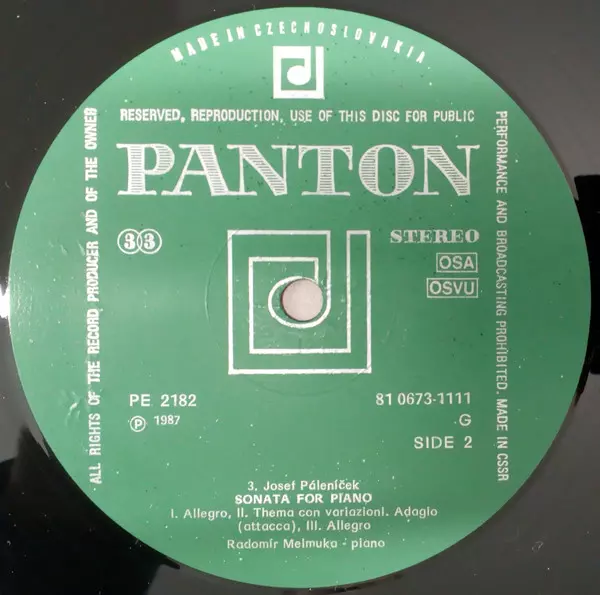 MADE IN CZECHOSLOVAKIA
RESERVED, REPRODUCTION, USE OF THIS DISC FOR PUBLIC
PERFORMANCE AND BROADCASTING PROHIBITED. MADE IN CSSR
ALL RIGHTS OF THE RECORD PRODUCER AND OF THE OWNER
PANTON
33
STEREO
OSA
OSVU
PE 2182
81 0673-1111
Ⓟ 1987
G
SIDE 2
3. Josef Páleníček
SONATA FOR PIANO
I. Allegro, II. Thema con variazioni. Adagio
(attacca), III. Allegro
Radomír Melmuka - piano